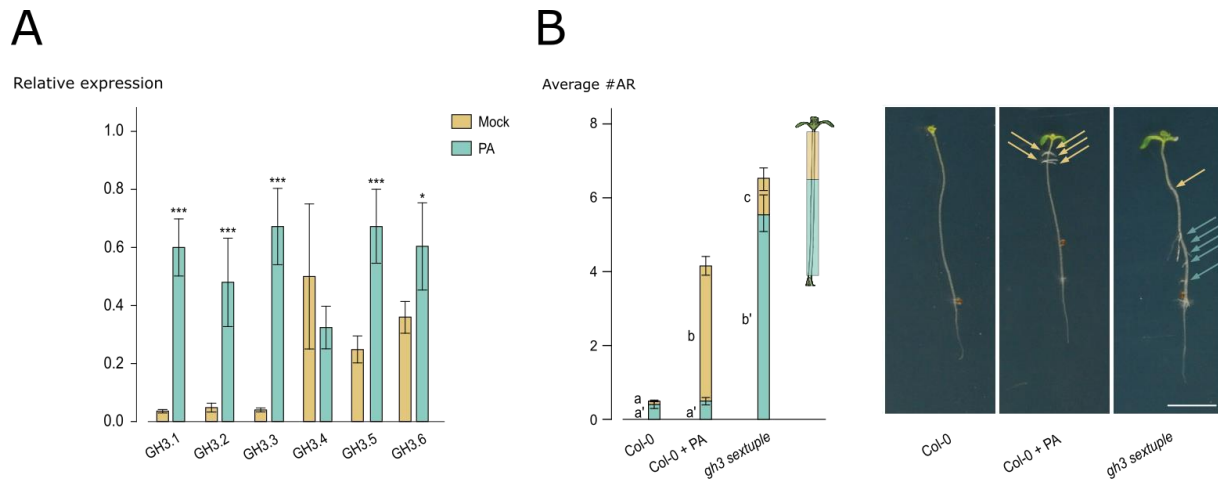 A
Relative expression
Mock
PA
1.0
0.8
0.6
0.4
0.2
0.0
***
***
***
***
*
GH3.1
GH3.2
GH3.3
GH3.4
GH3.5
GH3.6
B
Average #AR
8
6
4
2
0
a
a'
b
a'
c
b'
Col-0
Col-0 + PA
gh3 sextuple
Col-0
Col-0 + PA
gh3 sextuple